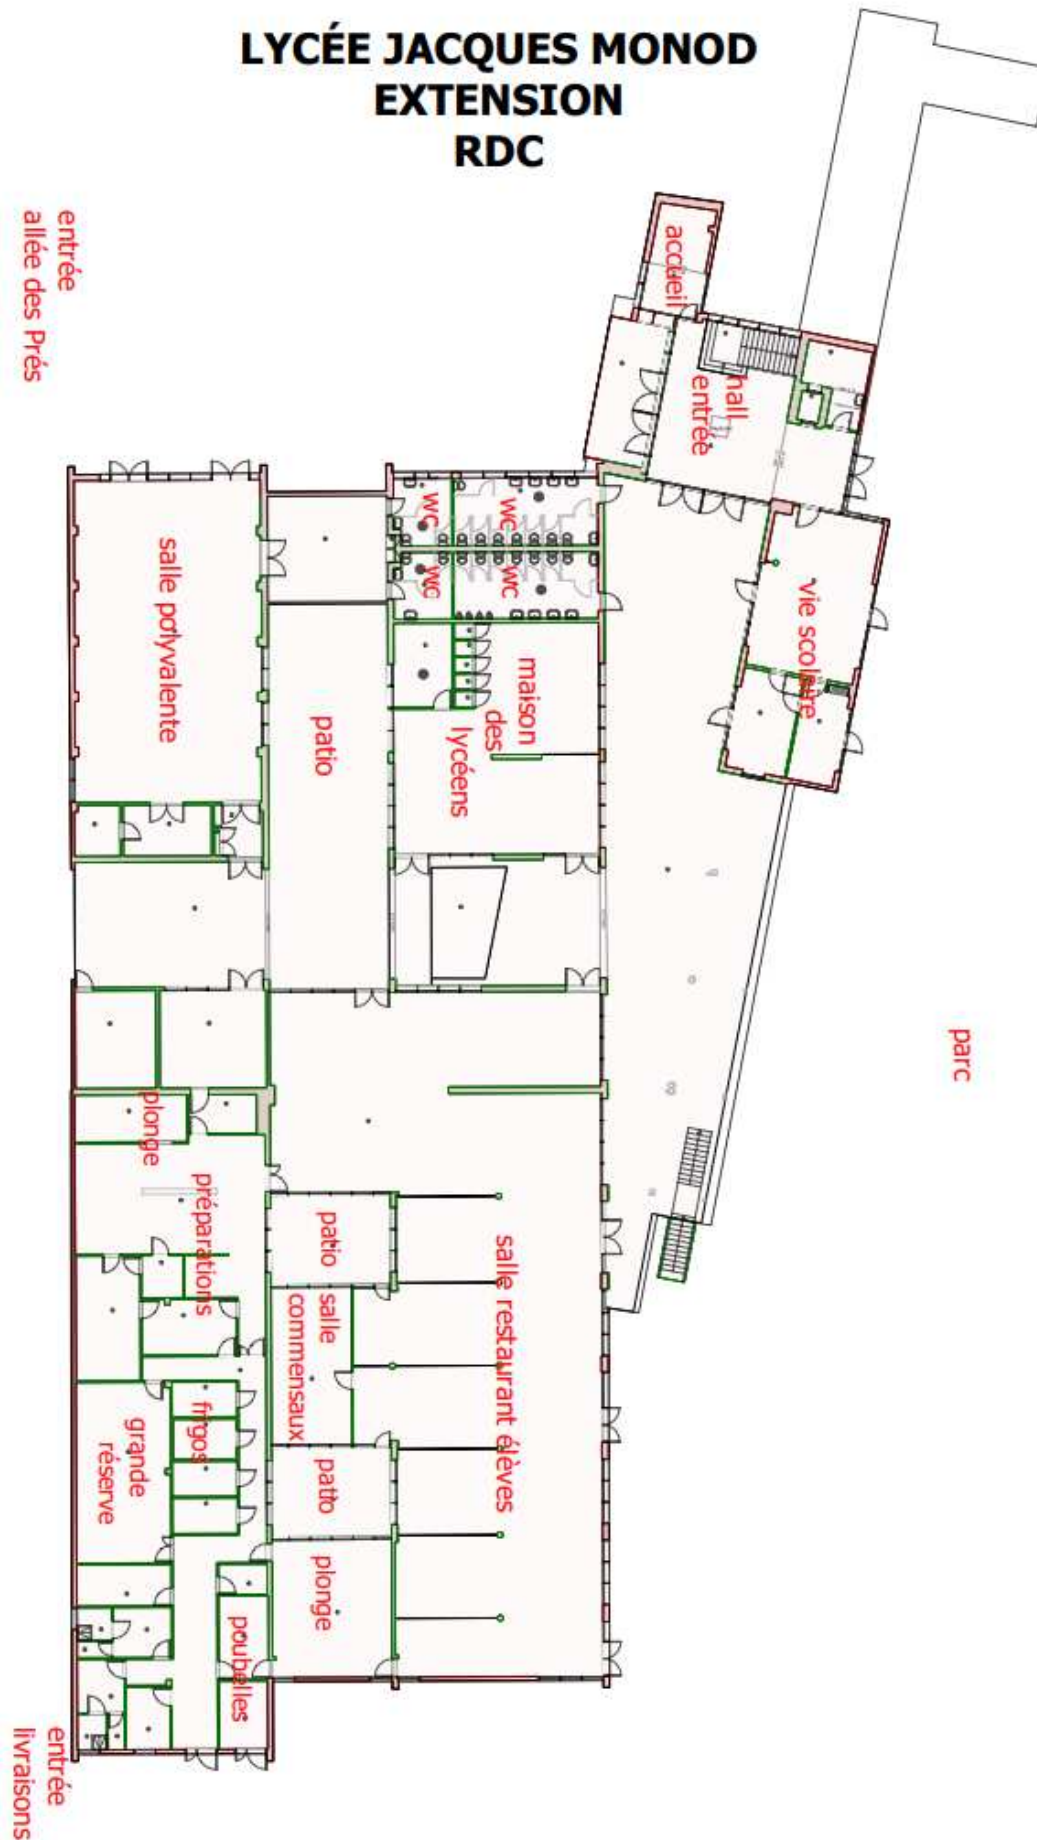 LYCÉE JACQUES MONOD
EXTENSION
RDC
entrée
allée des Prés
accueil
hall
entrée
wc
wc
wc
wc
vie scolaire
salle polyvalente
patio
maison
des
lycéens
parc
plonge
préparations
patio
salle
commensaux
salle restaurant élèves
frigos
grande
réserve
patio
plonge
poubelles
entrée
livraisons